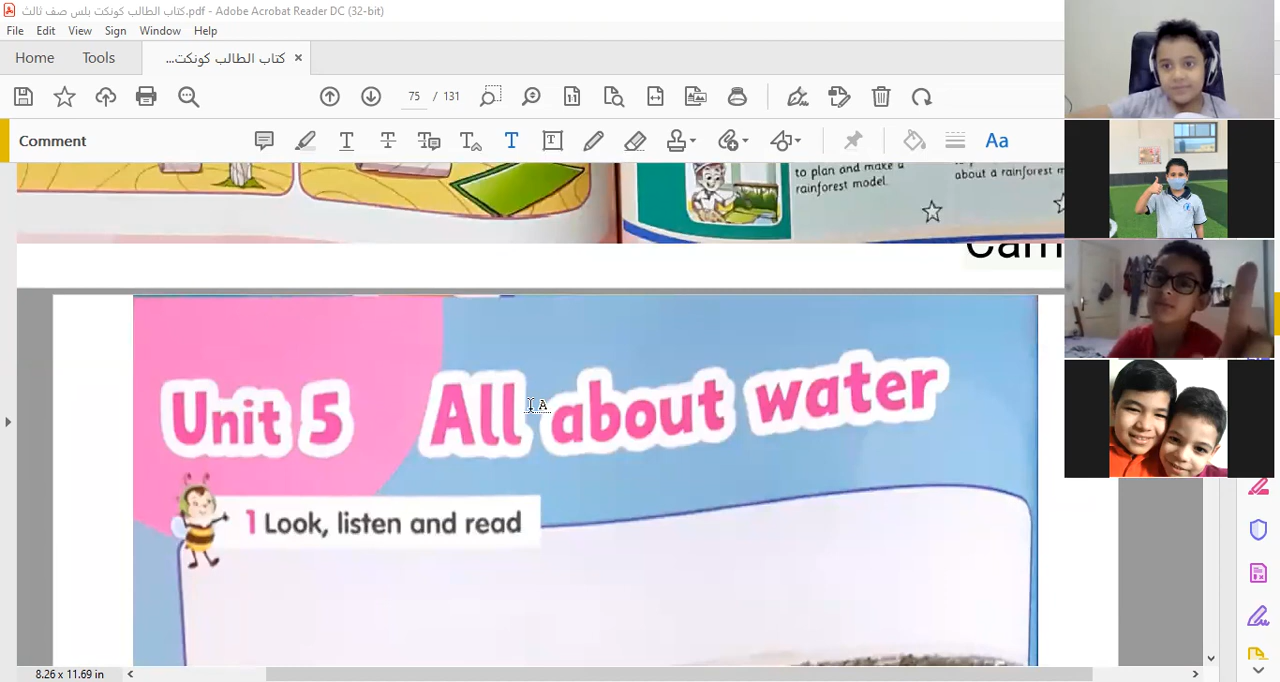 كتاب الطالب كونكت بلس صف ثالث.pdf - Adobe Acrobat Reader DC (32-bit)
File Edit View Sign Window Help
Home Tools كتاب الطالب كونكت... ×
75 / 131
Comment
Aa
to plan and make a
rainforest model.
about a rainforest m
Cam
Unit 5 All about water
1 Look, listen and read
8.26 x 11.69 in